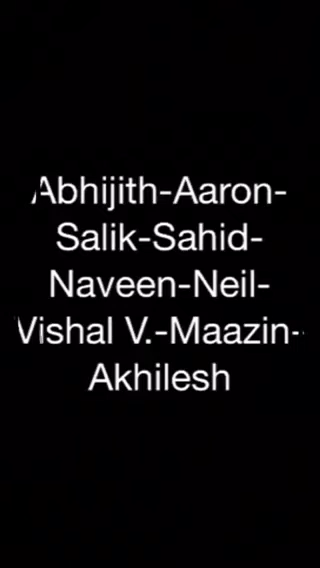 Abhijith-Aaron-
Salik-Sahid-
Naveen-Neil-
Vishal V.-Maazin-
Akhilesh